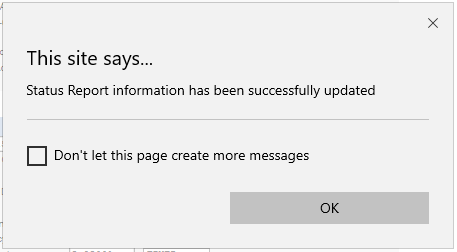 This site says...
Status Report information has been successfully updated
Don't let this page create more messages
OK